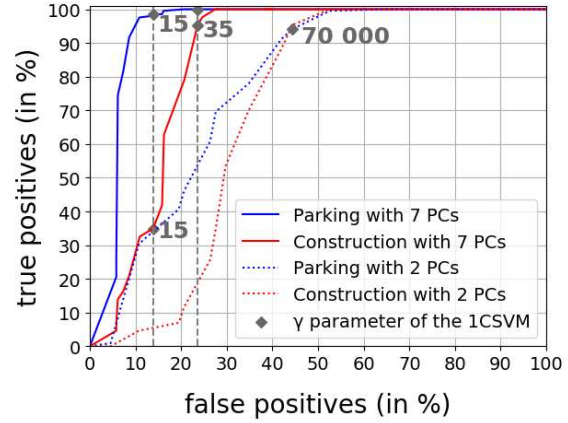 100
90
80
70
60
50
40
30
20
10
0
true positives (in %)
15
35
70 000
15
Parking with 7 PCs
Construction with 7 PCs
Parking with 2 PCs
Construction with 2 PCs
γ parameter of the 1CSVM
0 10 20 30 40 50 60 70 80 90 100
false positives (in %)